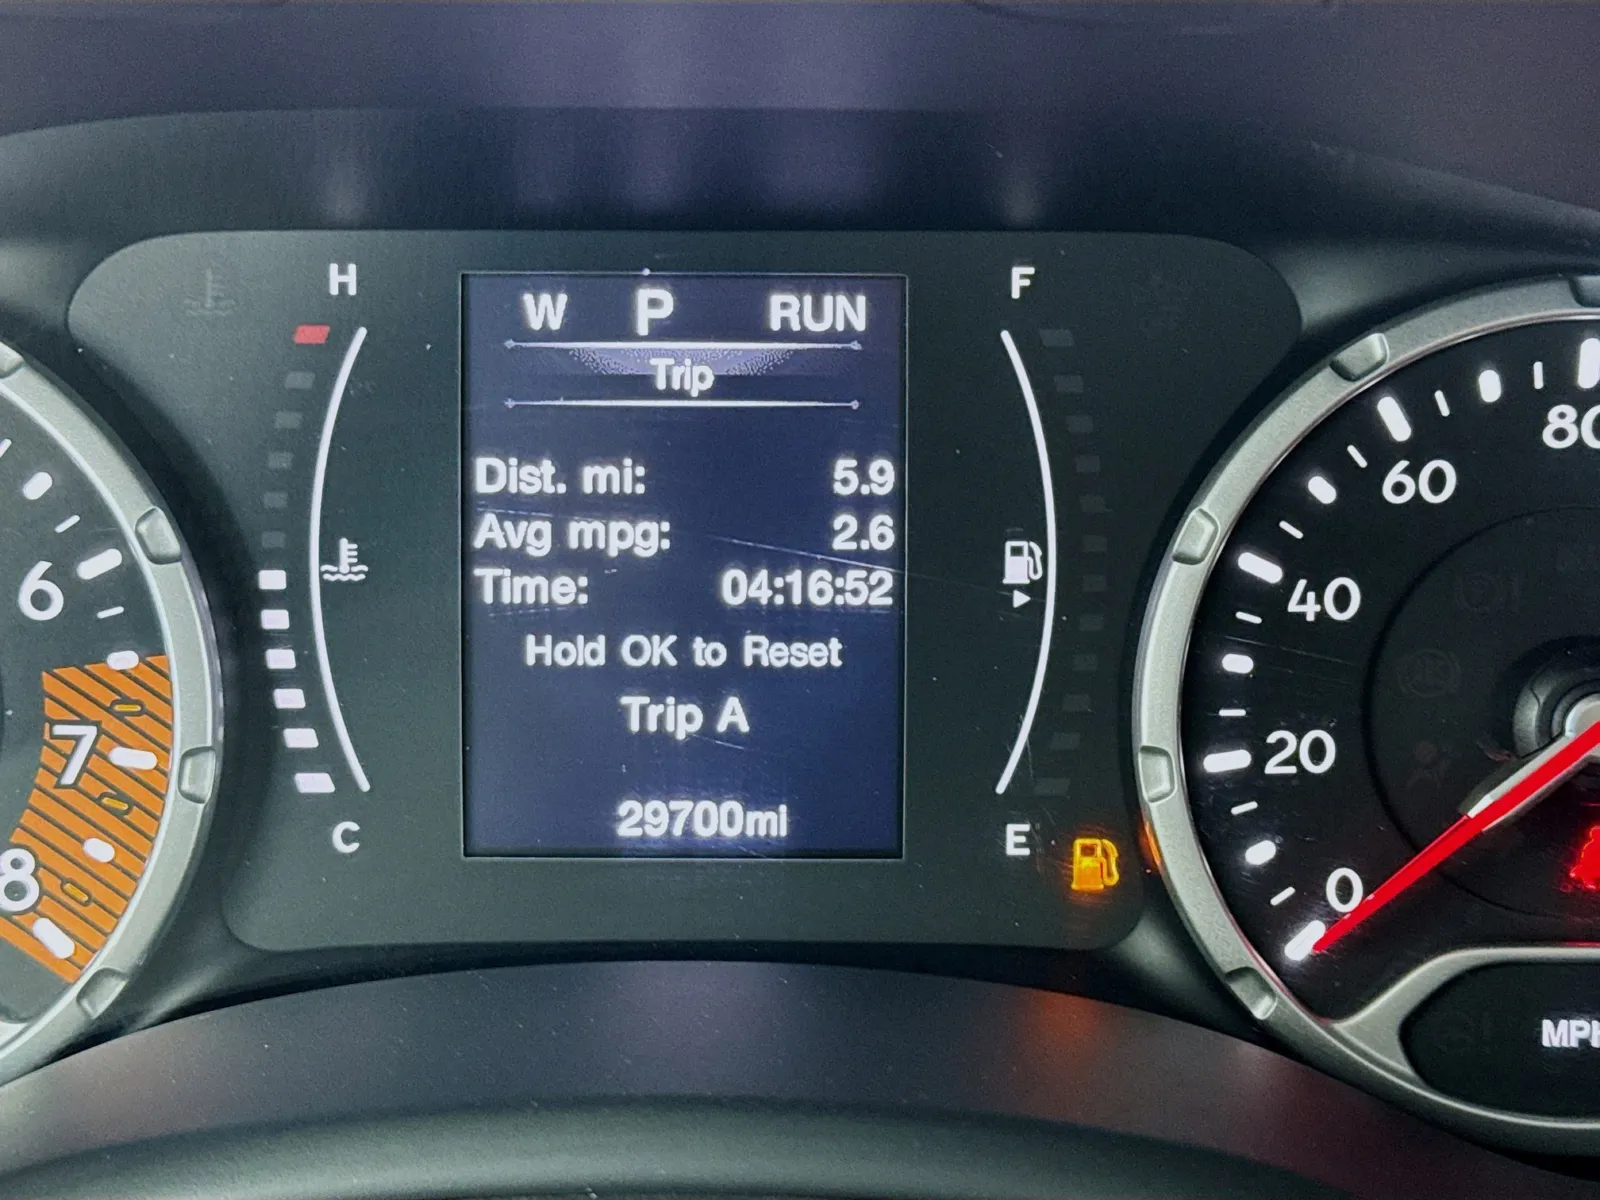 H
F
W P RUN
Trip
Dist. mi: 5.9
Avg mpg: 2.6
Time: 04:16:52
Hold OK to Reset
Trip A
29700mi
C
E
6
7
8
80
60
40
20
0